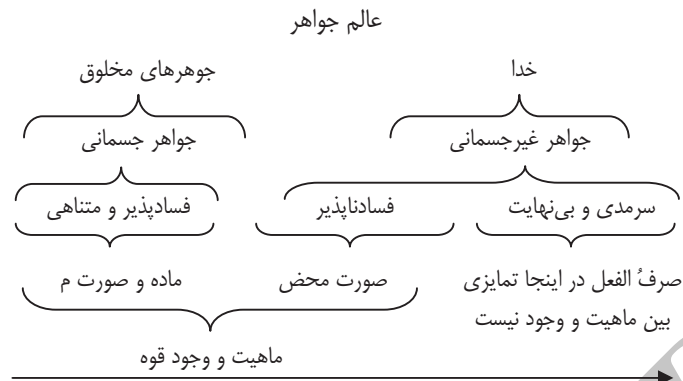 عالم جواهر
خدا
جوهرهای مخلوق
جواهر غیرجسمانی
جواهر جسمانی
سرمدی و بی‌نهایت
فسادناپذیر
فسادپذیر و متناهی
صرفُ الفعل در اینجا تمایزی
بین ماهیت و وجود نیست
صورت محض
ماده و صورت م
ماهیت و وجود قوه